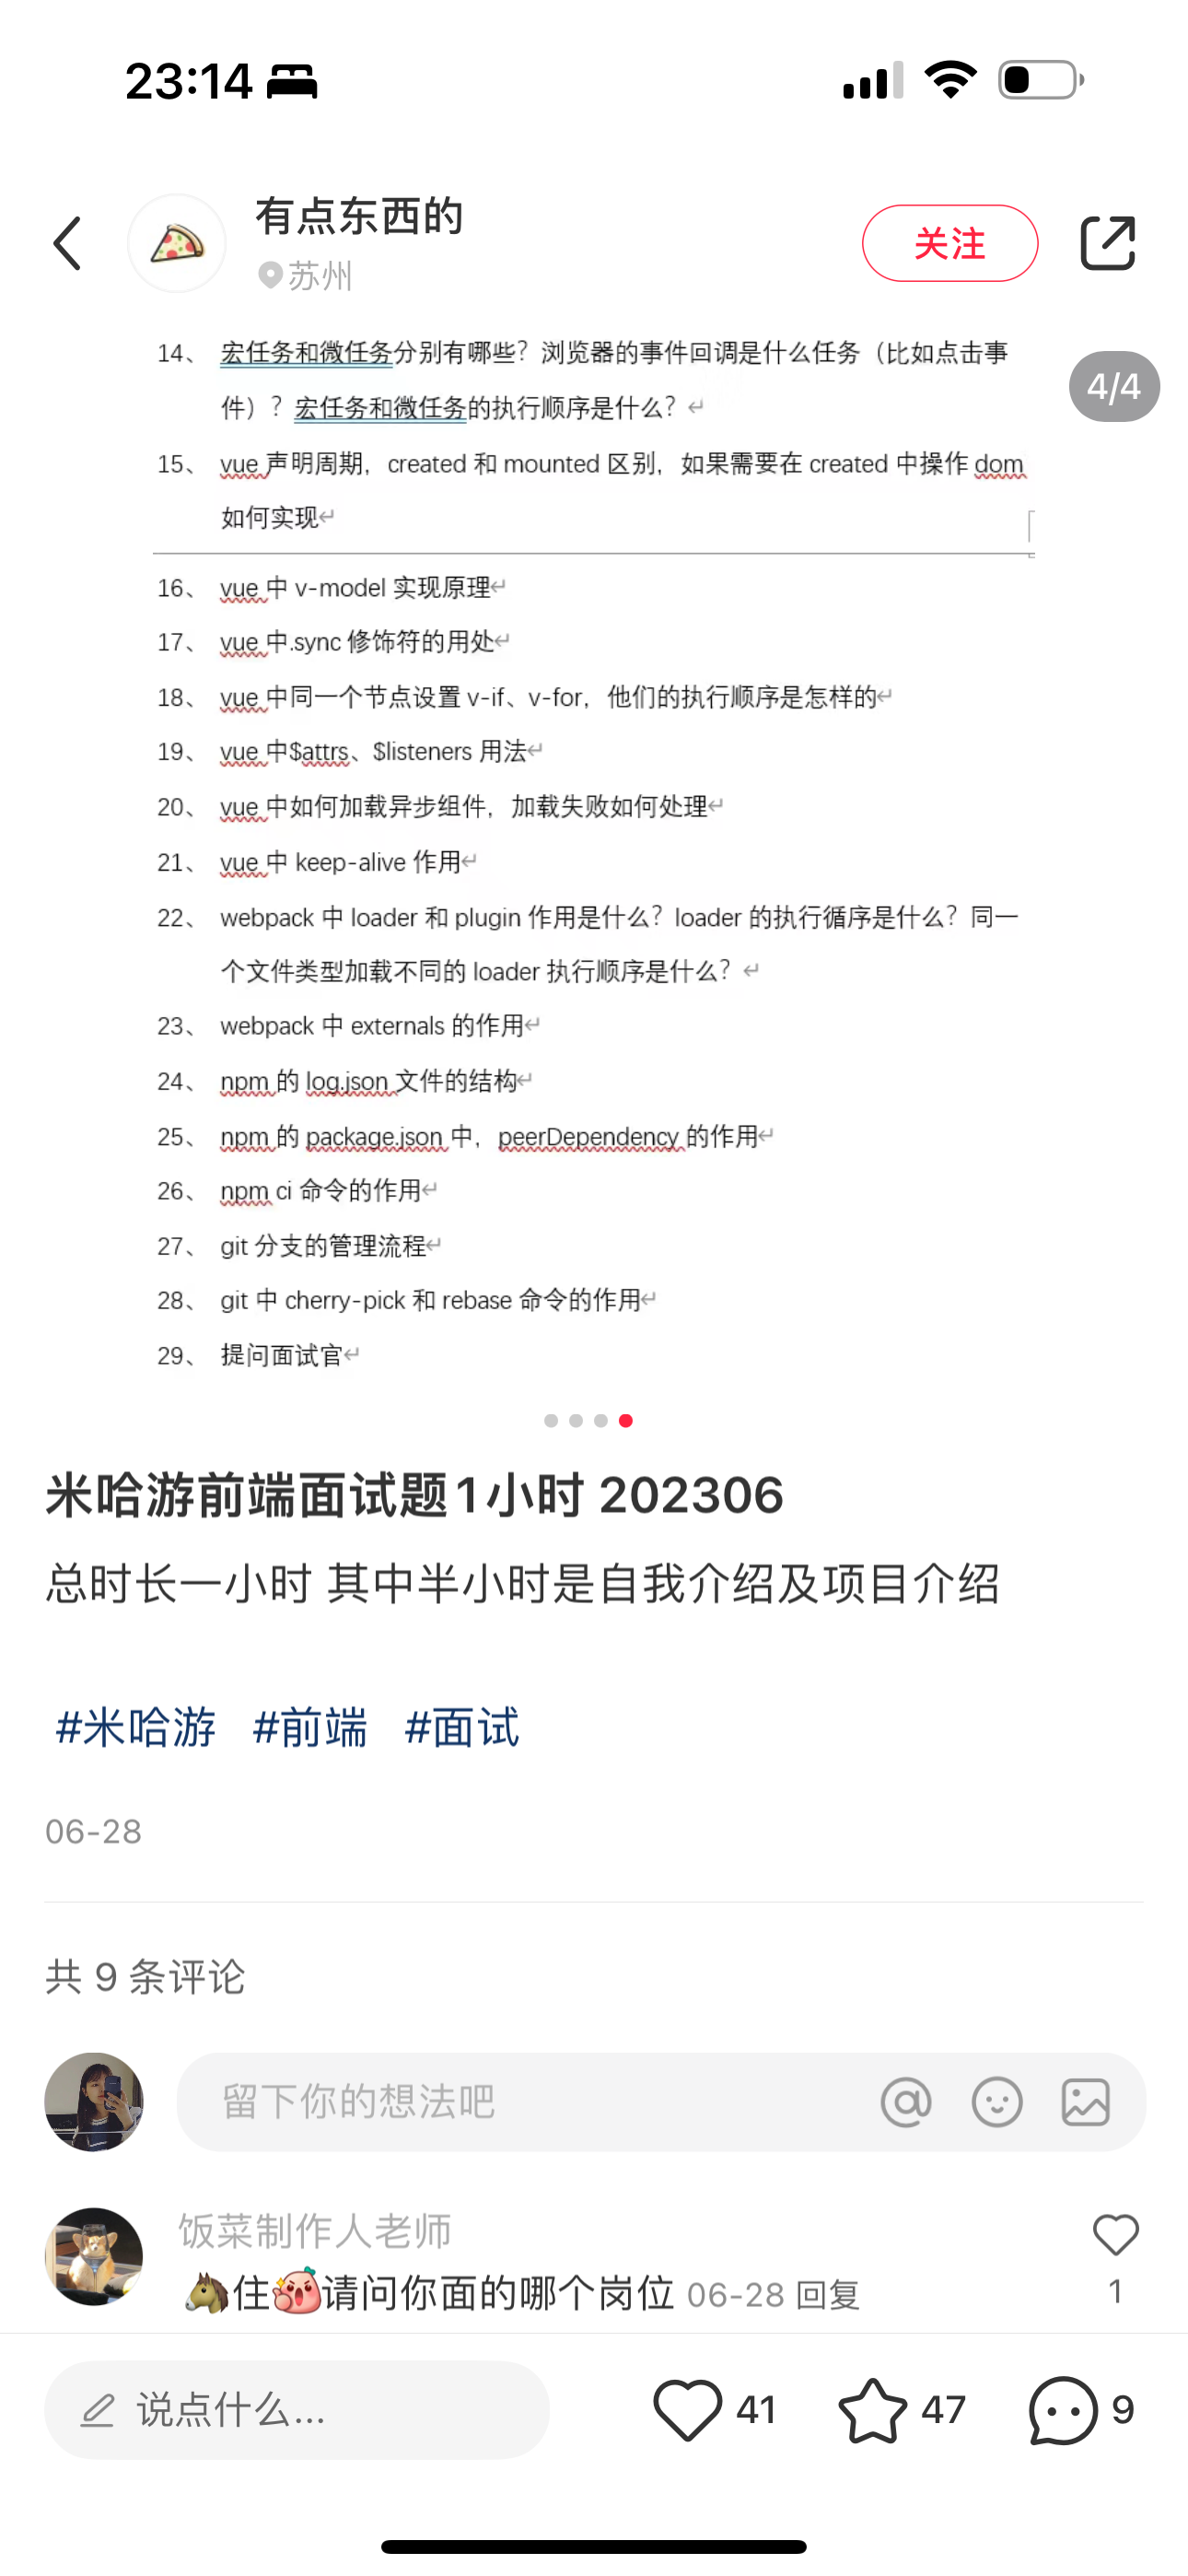 23:14
有点东西的
苏州
关注
4/4
14、 宏任务和微任务分别有哪些？浏览器的事件回调是什么任务（比如点击事
件）？宏任务和微任务的执行顺序是什么？↵
15、 vue 声明周期，created 和 mounted 区别，如果需要在 created 中操作 dom
如何实现↵
16、 vue 中 v-model 实现原理↵
17、 vue 中.sync 修饰符的用处↵
18、 vue 中同一个节点设置 v-if、v-for，他们的执行顺序是怎样的↵
19、 vue 中$attrs、$listeners 用法↵
20、 vue 中如何加载异步组件，加载失败如何处理↵
21、 vue 中 keep-alive 作用↵
22、 webpack 中 loader 和 plugin 作用是什么？loader 的执行循序是什么？同一
个文件类型加载不同的 loader 执行顺序是什么？↵
23、 webpack 中 externals 的作用↵
24、 npm 的 log.json 文件的结构↵
25、 npm 的 package.json 中，peerDependency 的作用↵
26、 npm ci 命令的作用↵
27、 git 分支的管理流程↵
28、 git 中 cherry-pick 和 rebase 命令的作用↵
29、 提问面试官↵
米哈游前端面试题1小时 202306
总时长一小时 其中半小时是自我介绍及项目介绍
#米哈游 #前端 #面试
06-28
共 9 条评论
留下你的想法吧
饭菜制作人老师
🐴住请问你面的哪个岗位 06-28 回复
1
说点什么...
41
47
9